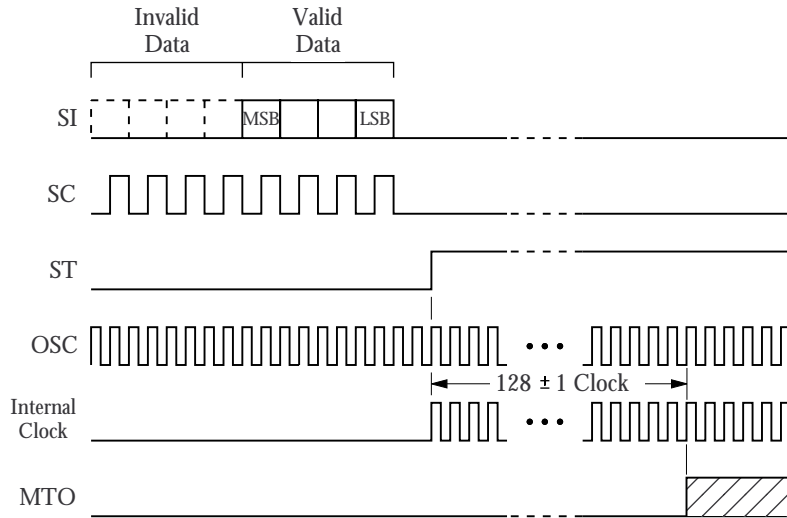 Invalid
Data
Valid
Data
SI
MSB
LSB
SC
ST
OSC
128 ± 1 Clock
Internal
Clock
MTO